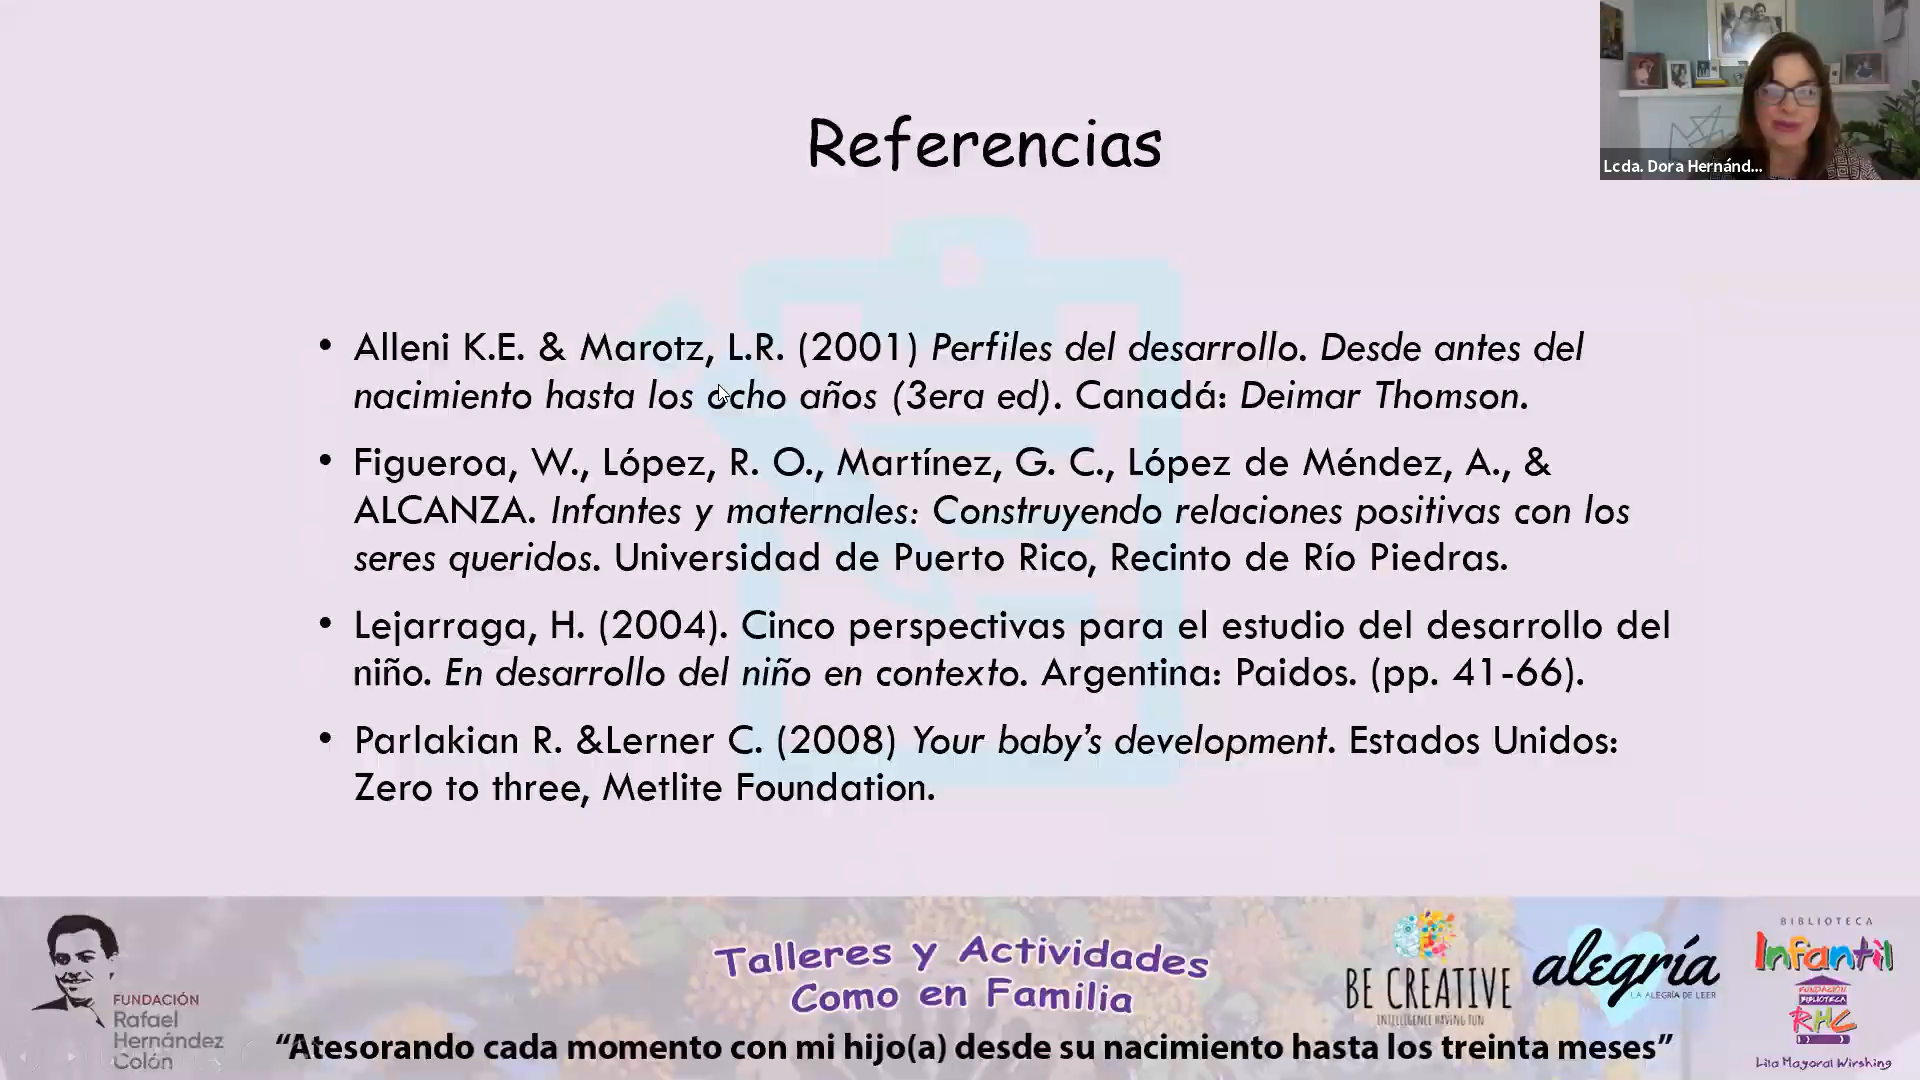 Referencias
Lcda. Dora Hernánd...
• Alleni K.E. & Marotz, L.R. (2001) Perfiles del desarrollo. Desde antes del
nacimiento hasta los ocho años (3era ed). Canadá: Deimar Thomson.
• Figueroa, W., López, R. O., Martínez, G. C., López de Méndez, A., &
ALCANZA. Infantes y maternales: Construyendo relaciones positivas con los
seres queridos. Universidad de Puerto Rico, Recinto de Río Piedras.
• Lejarraga, H. (2004). Cinco perspectivas para el estudio del desarrollo del
niño. En desarrollo del niño en contexto. Argentina: Paidos. (pp. 41-66).
• Parlakian R. &Lerner C. (2008) Your baby's development. Estados Unidos:
Zero to three, Metlite Foundation.
FUNDACIÓN
Rafael
Hernández
Colón
Talleres y Actividades
Como en Familia
"Atesorando cada momento con mi hijo(a) desde su nacimiento hasta los treinta meses"
BE CREATIVE
INTELLIGENCE HAVING FUN
alegría
LA ALEGRÍA DE LEER
BIBLIOTECA
Infantil
FUNDACIÓN
BIBLIOTECA
RHC
Lila Mayoral Wirshing